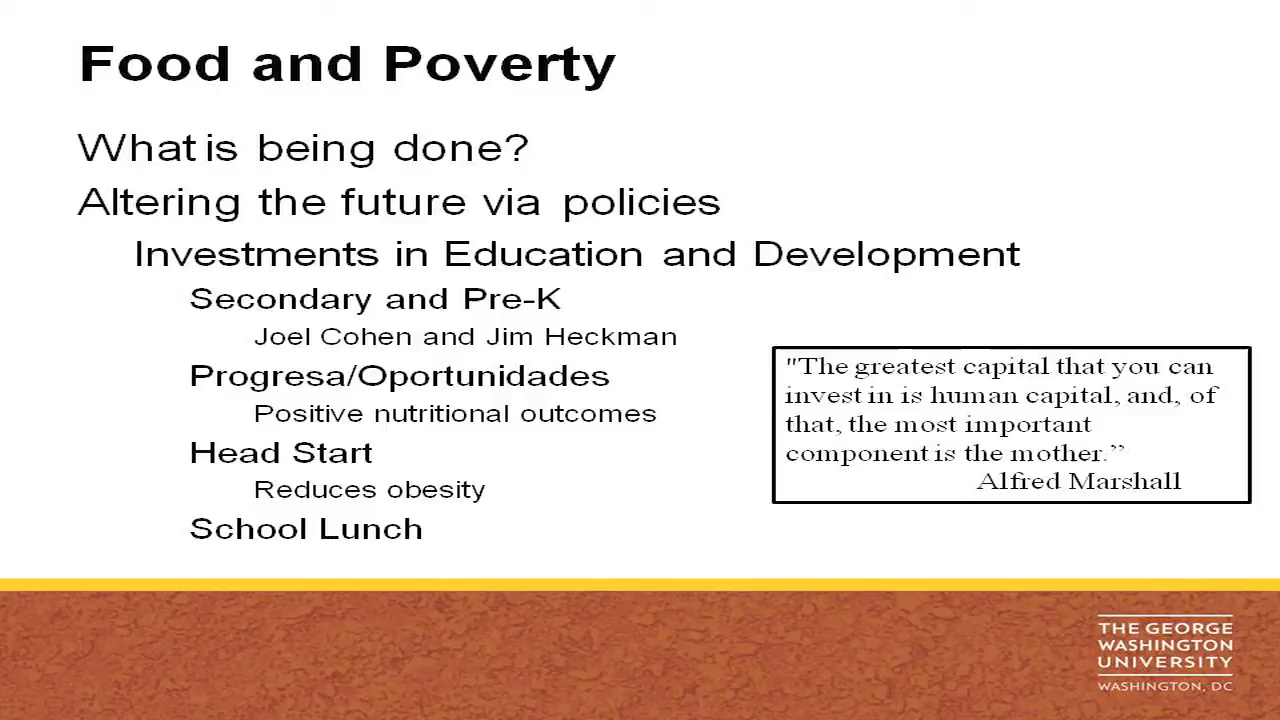 Food and Poverty
What is being done?
Altering the future via policies
Investments in Education and Development
Secondary and Pre-K
Joel Cohen and Jim Heckman
Progresa/Oportunidades
Positive nutritional outcomes
Head Start
Reduces obesity
School Lunch
"The greatest capital that you can
invest in is human capital, and, of
that, the most important
component is the mother.”
Alfred Marshall
THE GEORGE
WASHINGTON
UNIVERSITY
WASHINGTON, DC